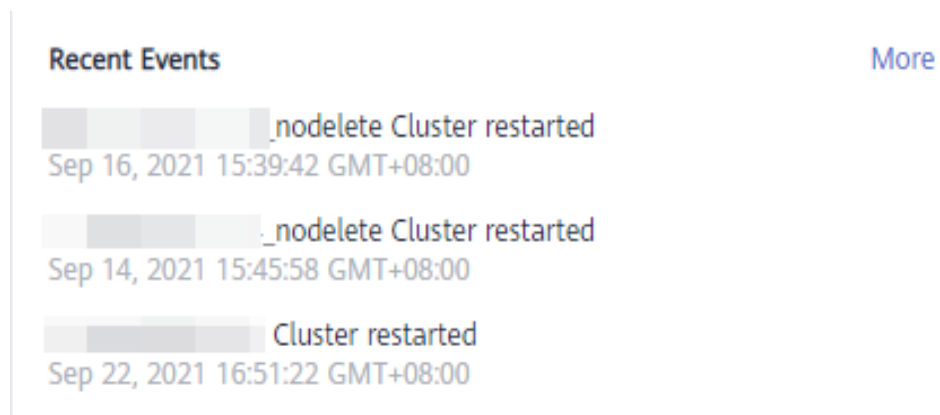 Recent Events
More
_nodelete Cluster restarted
Sep 16, 2021 15:39:42 GMT+08:00
_nodelete Cluster restarted
Sep 14, 2021 15:45:58 GMT+08:00
Cluster restarted
Sep 22, 2021 16:51:22 GMT+08:00